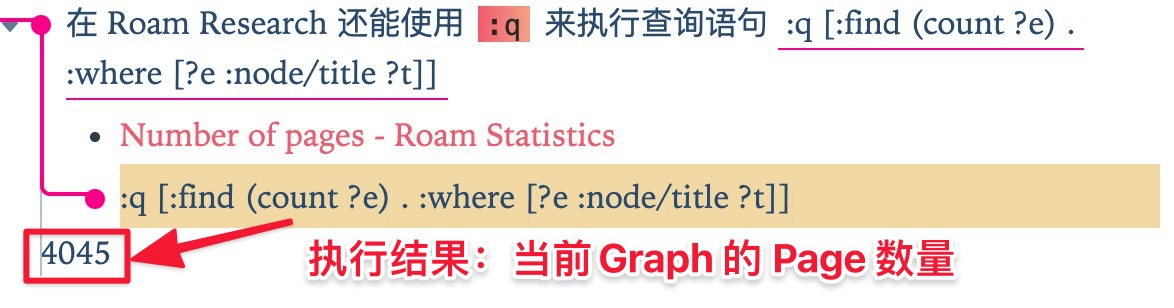 在 Roam Research 还能使用 :q 来执行查询语句 :q [:find (count ?e) .
:where [?e :node/title ?t]]
Number of pages - Roam Statistics
:q [:find (count ?e) . :where [?e :node/title ?t]]
4045
执行结果：当前 Graph 的 Page 数量